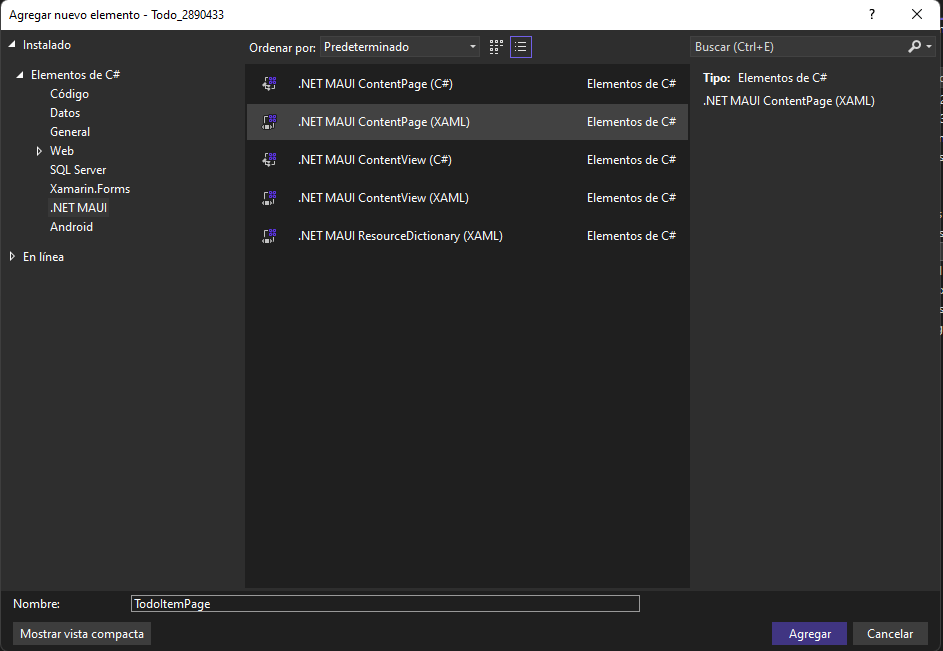 Agregar nuevo elemento - Todo_2890433
?
Instalado
Elementos de C#
Código
Datos
General
Web
SQL Server
Xamarin.Forms
.NET MAUI
Android
En línea
Ordenar por: Predeterminado
.NET MAUI ContentPage (C#) Elementos de C#
.NET MAUI ContentPage (XAML) Elementos de C#
.NET MAUI ContentView (C#) Elementos de C#
.NET MAUI ContentView (XAML) Elementos de C#
.NET MAUI ResourceDictionary (XAML) Elementos de C#
Buscar (Ctrl+E)
Tipo: Elementos de C#
.NET MAUI ContentPage (XAML)
Nombre: TodoItemPage
Mostrar vista compacta
Agregar Cancelar